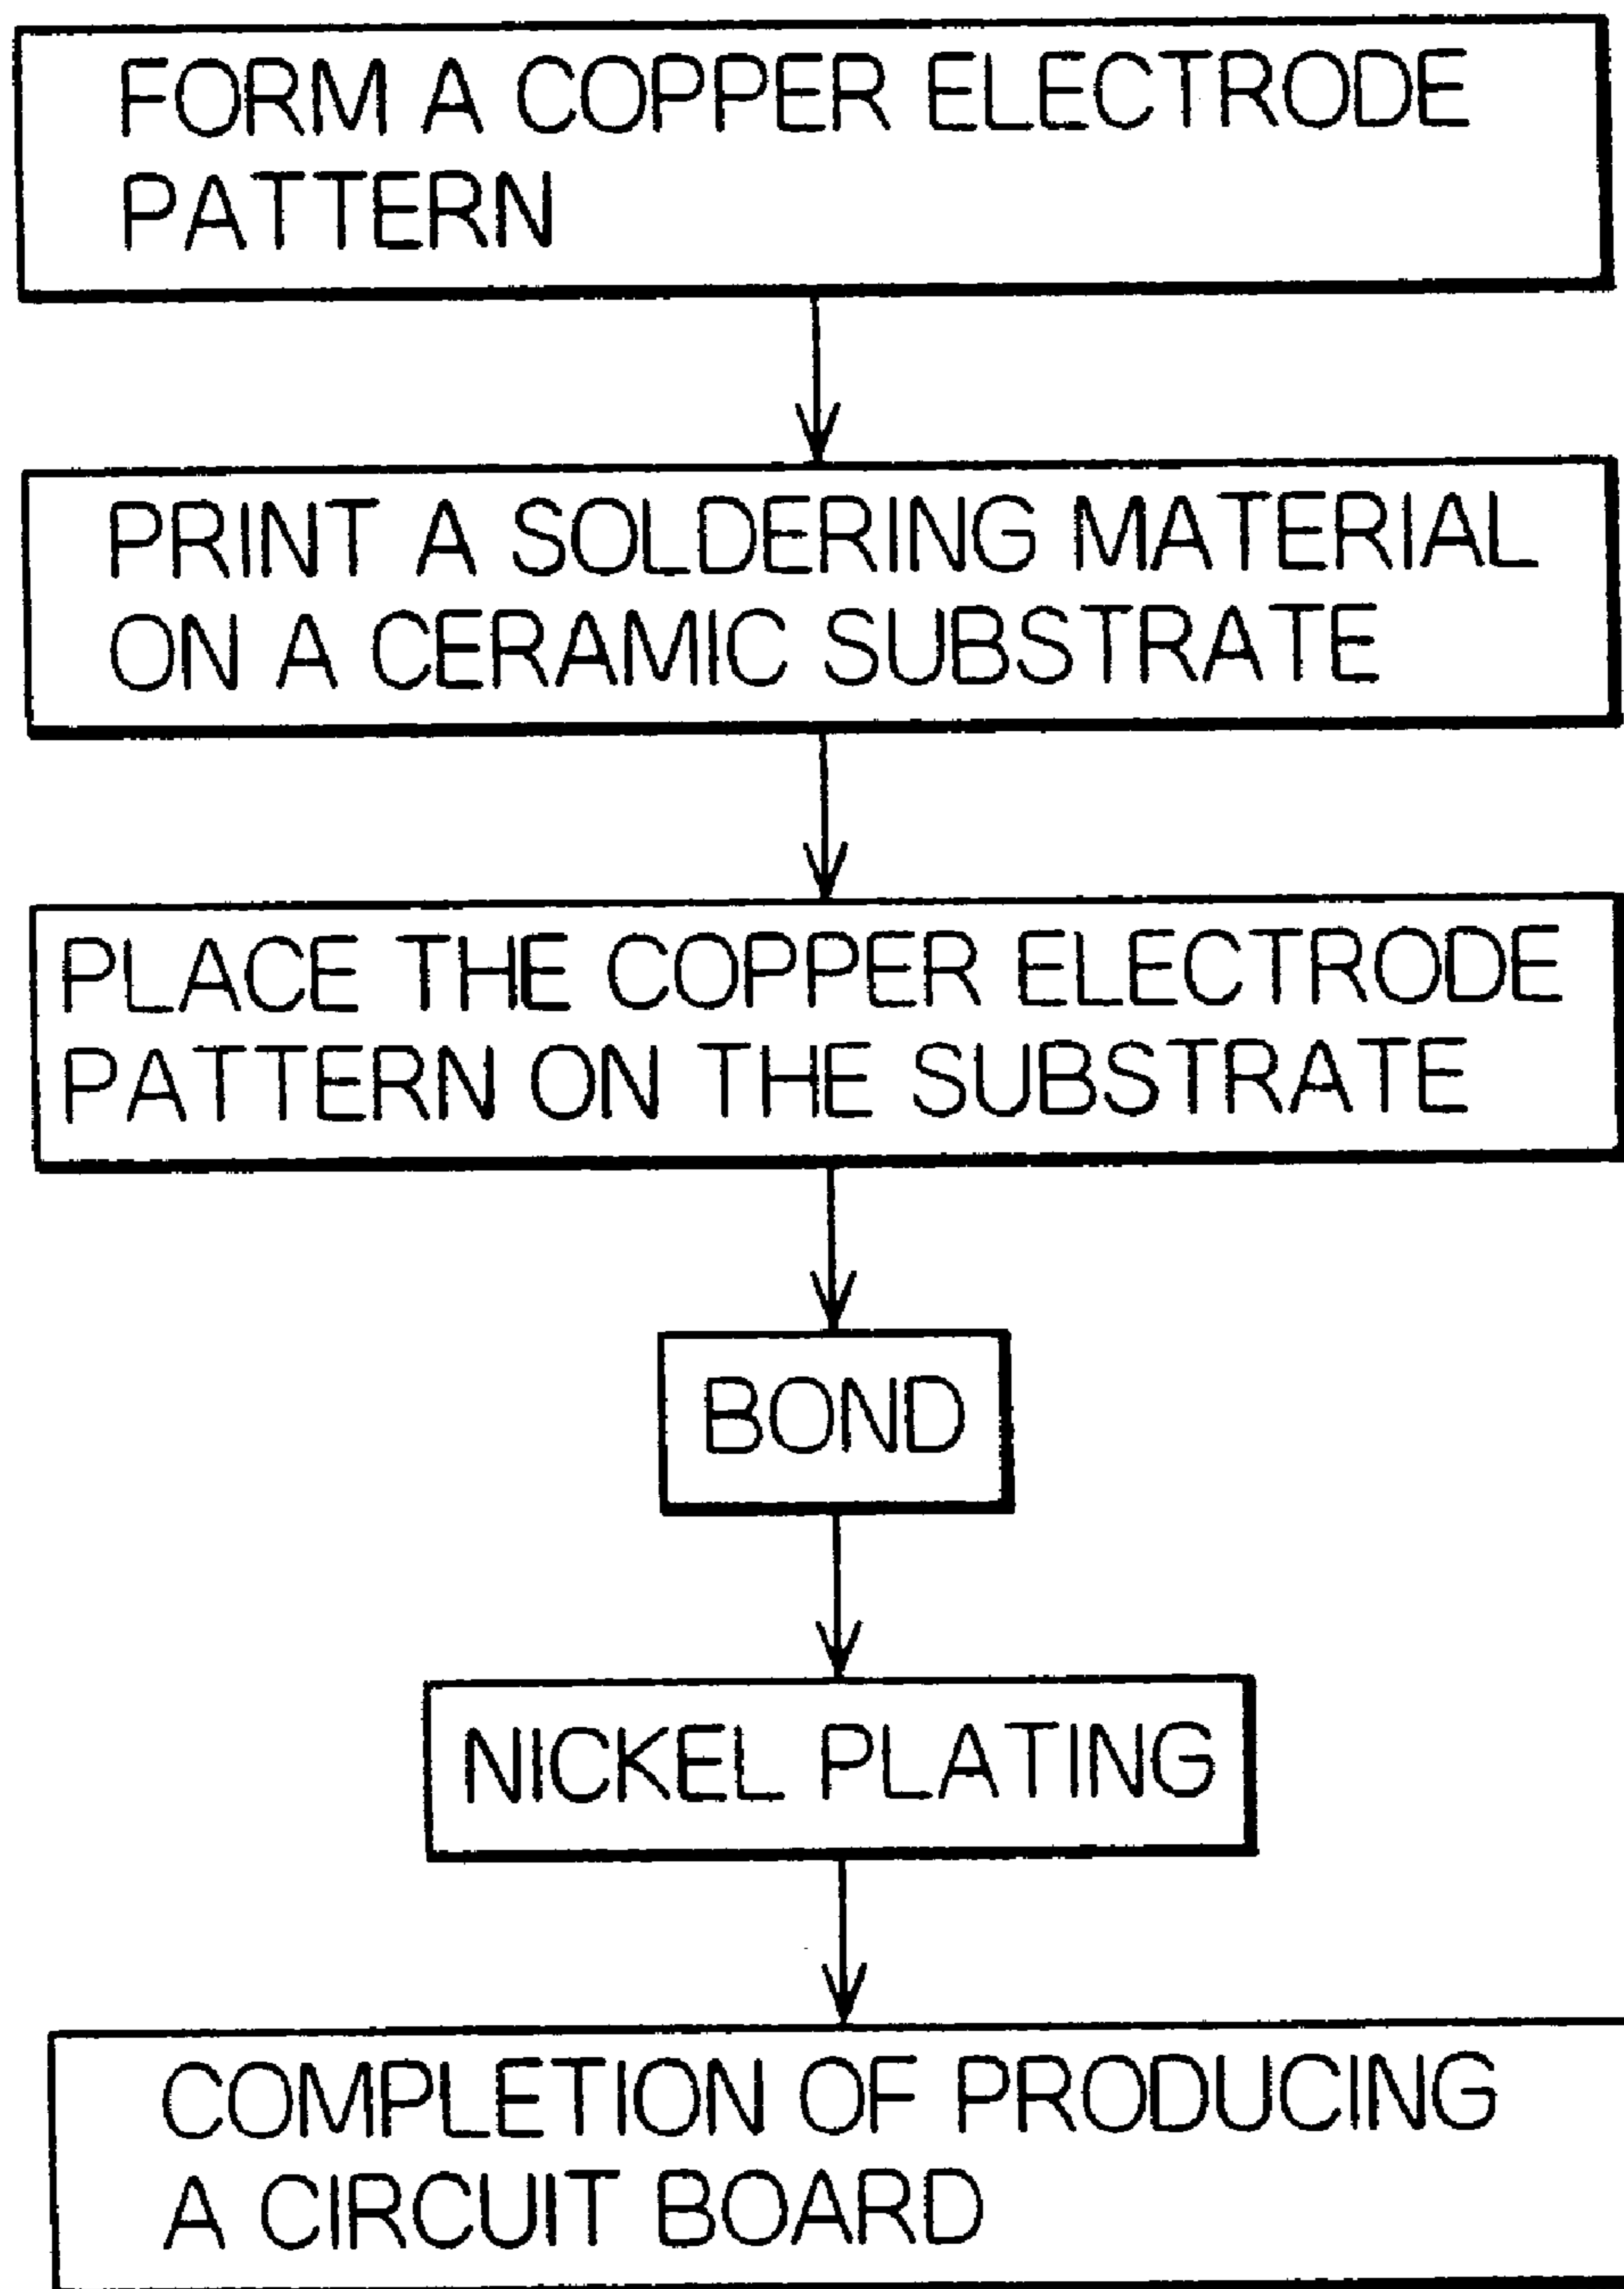 FORM A COPPER ELECTRODE
PATTERN
PRINT A SOLDERING MATERIAL
ON A CERAMIC SUBSTRATE
PLACE THE COPPER ELECTRODE
PATTERN ON THE SUBSTRATE
BOND
NICKEL PLATING
COMPLETION OF PRODUCING
A CIRCUIT BOARD